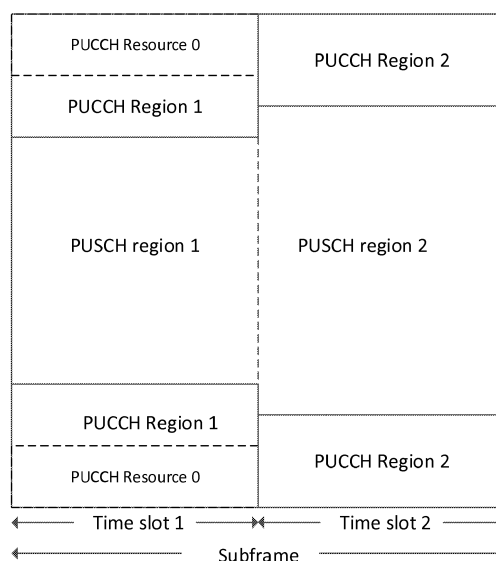 PUCCH Resource 0
PUCCH Region 2
PUCCH Region 1
PUSCH region 1
PUSCH region 2
PUCCH Region 1
PUCCH Resource 0
PUCCH Region 2
Time slot 1
Time slot 2
Subframe